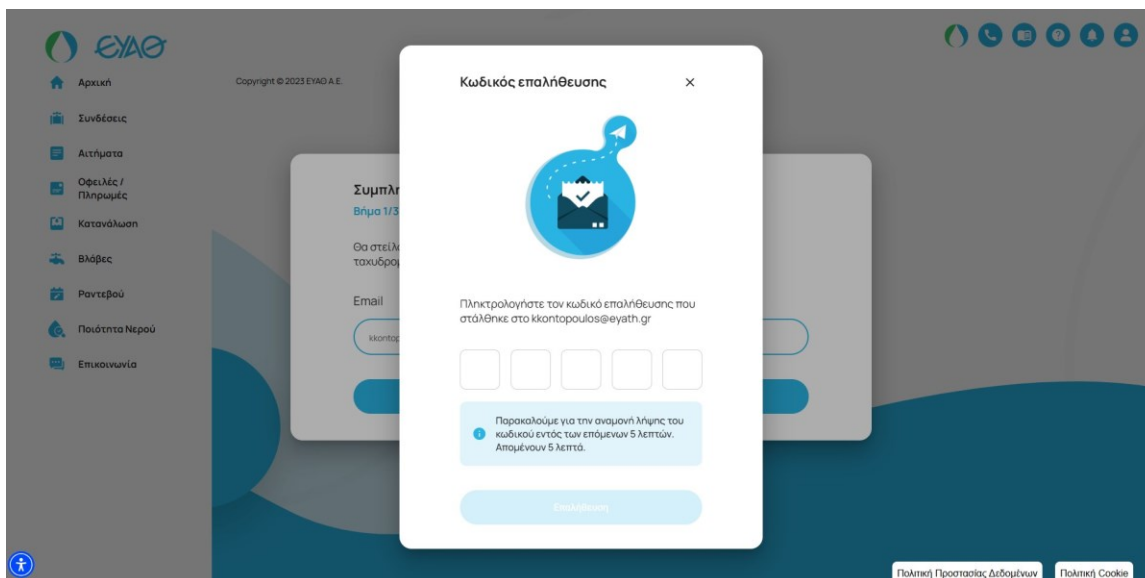 ΕΥΑΘ
Αρχική
Συνδέσεις
Αιτήματα
Οφειλές /
Πληρωμές
Κατανάλωση
Βλάβες
Ραντεβού
Ποιότητα Νερού
Επικοινωνία
Copyright © 2023 ΕΥΑΘ Α.Ε.
Βήμα 1/3
Email
Κωδικός επαλήθευσης
Πληκτρολογήστε τον κωδικό επαλήθευσης που
στάλθηκε στο kkontopoulos@eyath.gr
Παρακαλούμε για την αναμονή λήψης του
κωδικού εντός των επόμενων 5 λεπτών.
Απομένουν 5 λεπτά.
Επαλήθευση
Πολιτική Προστασίας Δεδομένων
Πολιτική Cookie